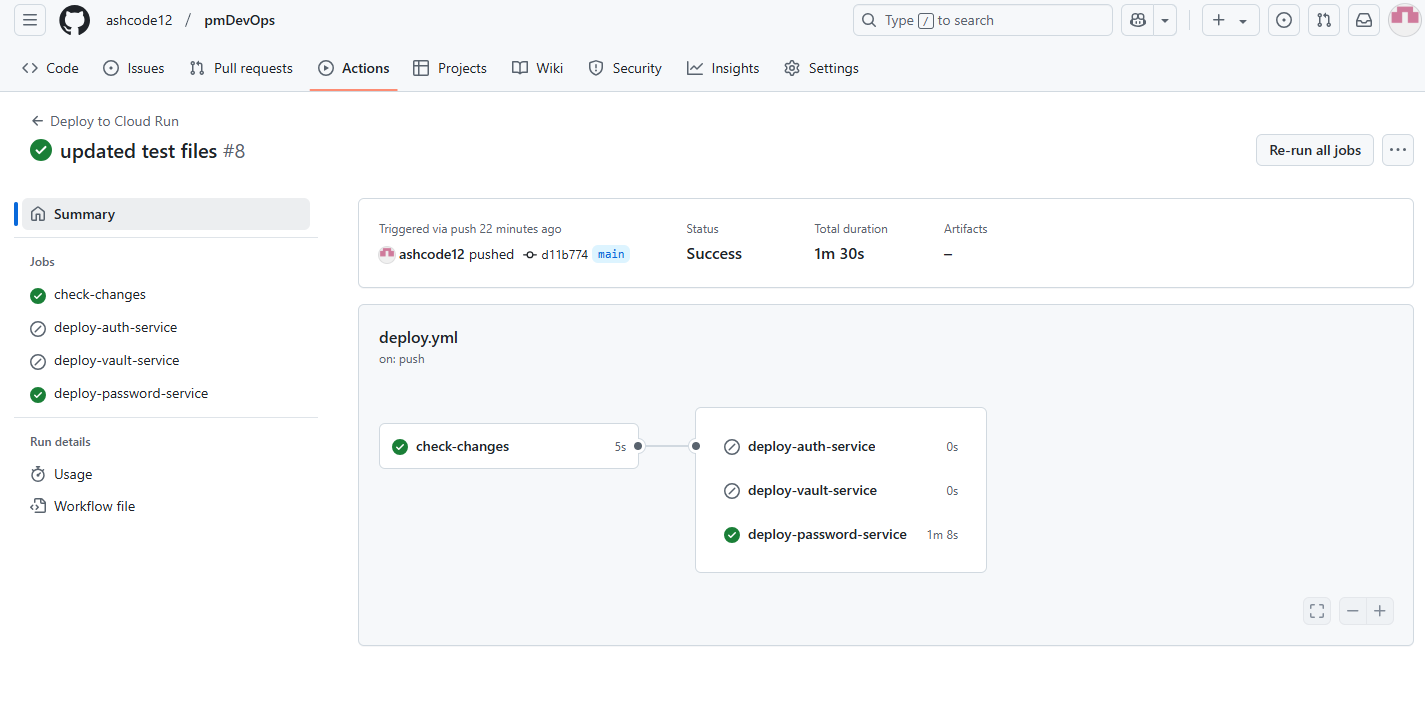 ashcode12 / pmDevOps
Type / to search
Code Issues Pull requests Actions Projects Wiki Security Insights Settings
Deploy to Cloud Run
updated test files #8
Re-run all jobs
Summary
Jobs
check-changes
deploy-auth-service
deploy-vault-service
deploy-password-service
Run details
Usage
Workflow file
Triggered via push 22 minutes ago
ashcode12 pushed d11b774 main
Status
Success
Total duration
1m 30s
Artifacts
–
deploy.yml
on: push
check-changes 5s
deploy-auth-service 0s
deploy-vault-service 0s
deploy-password-service 1m 8s